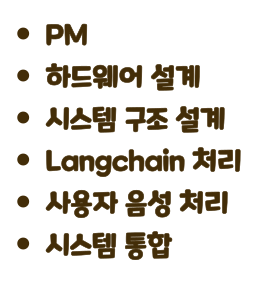 • PM
• 하드웨어 설계
• 시스템 구조 설계
• Langchain 처리
• 사용자 음성 처리
• 시스템 통합